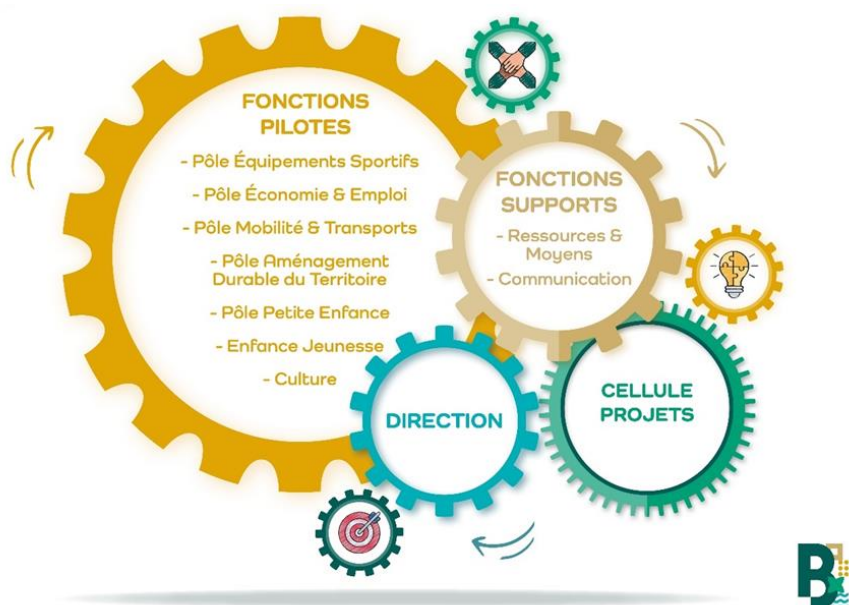 FONCTIONS
PILOTES
- Pôle Équipements Sportifs
- Pôle Économie & Emploi
- Pôle Mobilité & Transports
- Pôle Aménagement
Durable du Territoire
- Pôle Petite Enfance
- Enfance Jeunesse
- Culture
FONCTIONS
SUPPORTS
- Ressources &
Moyens
- Communication
DIRECTION
CELLULE
PROJETS
B